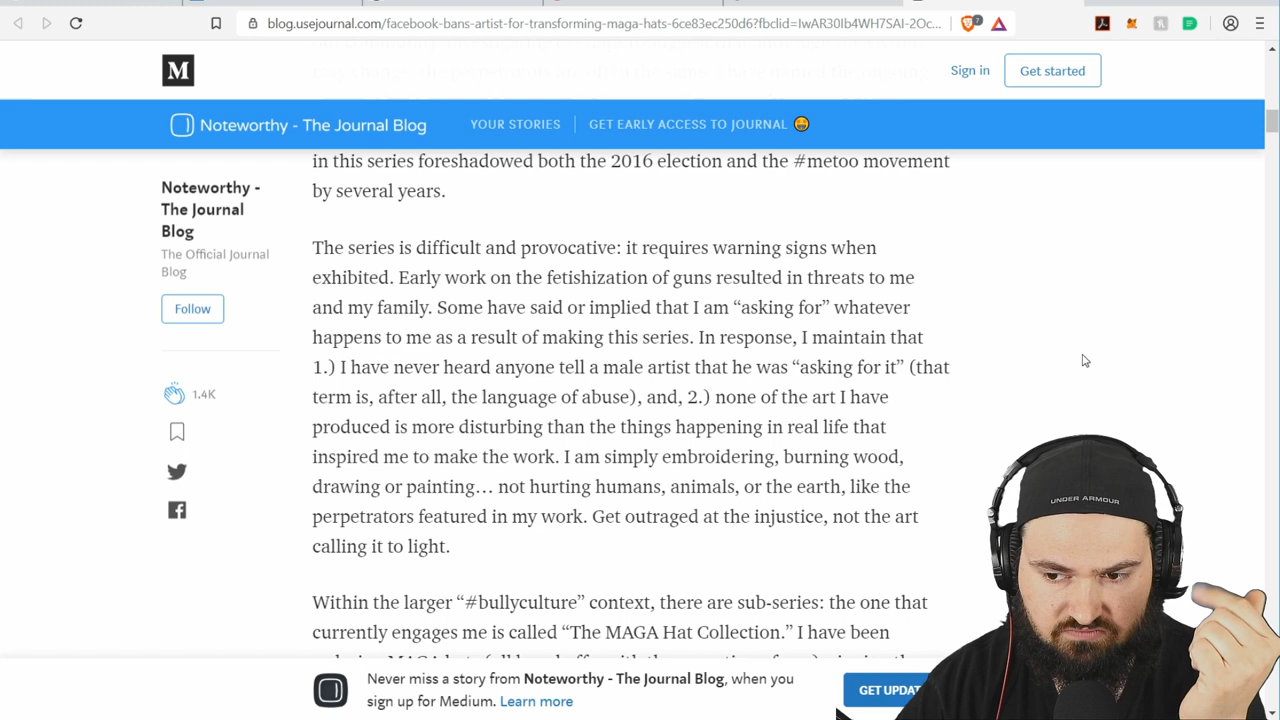 blog.usejournal.com/facebook-bans-artist-for-transforming-maga-hats-6ce83ec250d6?fbclid=IwAR30Ib4WH7SAI-2Oc...
7
M
Sign in
Get started
Noteworthy - The Journal Blog
YOUR STORIES
GET EARLY ACCESS TO JOURNAL
in this series foreshadowed both the 2016 election and the #metoo movement
by several years.
Noteworthy -
The Journal
Blog
The Official Journal
Blog
Follow
1.4K
The series is difficult and provocative: it requires warning signs when
exhibited. Early work on the fetishization of guns resulted in threats to me
and my family. Some have said or implied that I am “asking for” whatever
happens to me as a result of making this series. In response, I maintain that
1.) I have never heard anyone tell a male artist that he was “asking for it” (that
term is, after all, the language of abuse), and, 2.) none of the art I have
produced is more disturbing than the things happening in real life that
inspired me to make the work. I am simply embroidering, burning wood,
drawing or painting… not hurting humans, animals, or the earth, like the
perpetrators featured in my work. Get outraged at the injustice, not the art
calling it to light.
Within the larger “#bullyculture” context, there are sub-series: the one that
currently engages me is called “The MAGA Hat Collection.” I have been
Never miss a story from Noteworthy - The Journal Blog, when you
sign up for Medium. Learn more
GET UPDAT
UNDER ARMOUR